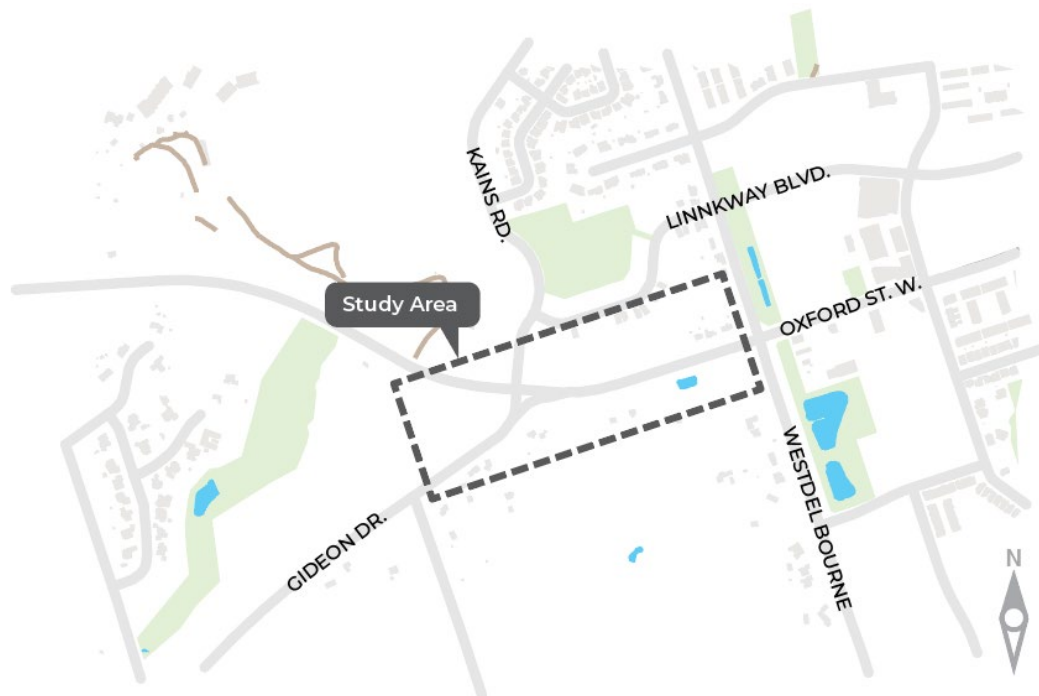 KAINS RD.
LINNKWAY BLVD.
Study Area
OXFORD ST. W.
WESTDEL BOURNE
GIDEON DR.
N